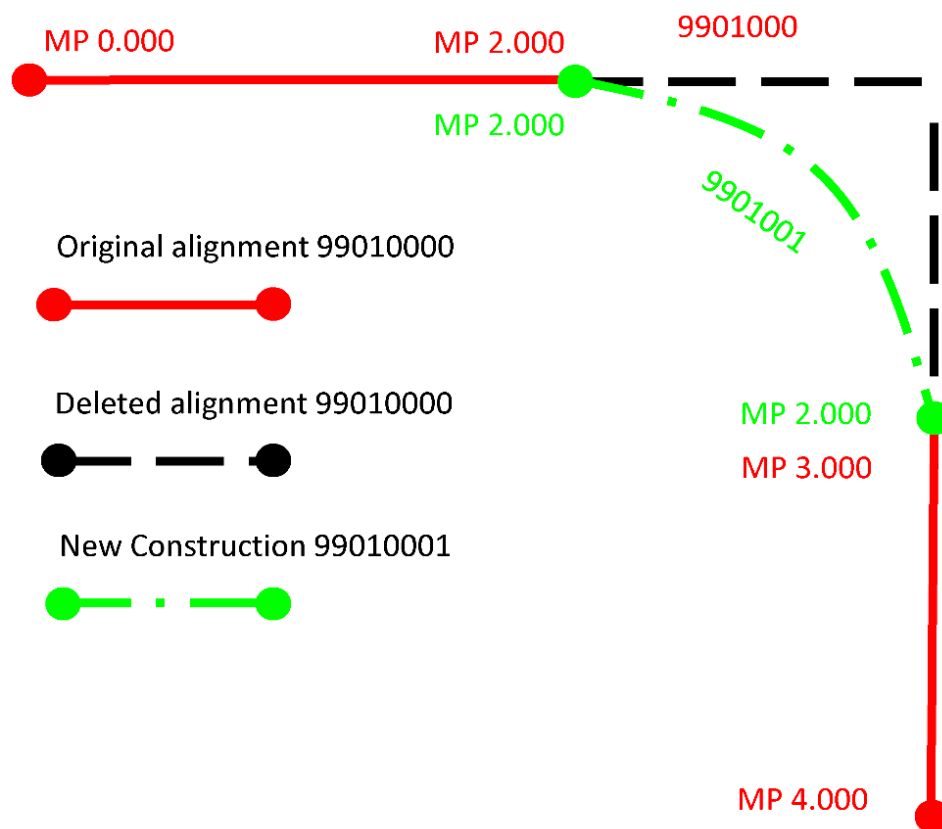 9901000
MP 0.000
MP 2.000
MP 2.000
9901001
Original alignment 99010000
Deleted alignment 99010000
MP 2.000
MP 3.000
New Construction 99010001
MP 4.000